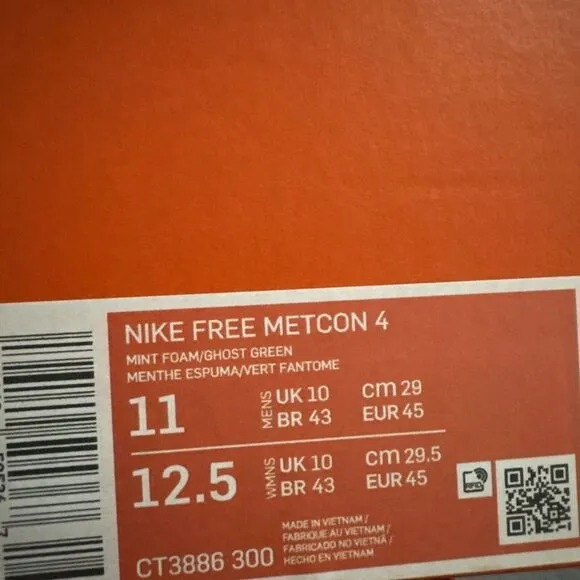 NIKE FREE METCON 4
MINT FOAM/GHOST GREEN
MENTHE ESPUMA/VERT FANTOME
11 MENS UK 10 CM 29
BR 43 EUR 45
12.5 WMNS UK 10 CM 29.5
BR 43 EUR 45
RFID
CT3886 300
MADE IN VIETNAM /
FABRIQUE AU VIETNAM /
FABRICADO NO VIETNÃ /
HECHO EN VIETNAM